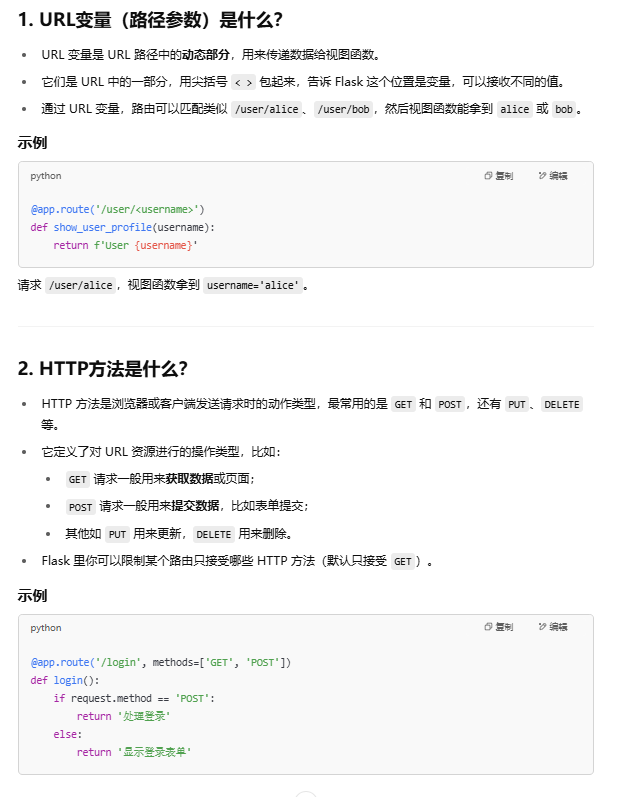 1. URL变量（路径参数）是什么？
URL 变量是 URL 路径中的动态部分，用来传递数据给视图函数。
它们是 URL 中的一部分，用尖括号 < > 包起来，告诉 Flask 这个位置是变量，可以接收不同的值。
通过 URL 变量，路由可以匹配类似 /user/alice、/user/bob，然后视图函数能拿到 alice 或 bob。
示例
python 复制 编辑
@app.route('/user/<username>')
def show_user_profile(username):
    return f'User {username}'
请求 /user/alice，视图函数拿到 username='alice'。
2. HTTP方法是什么？
HTTP 方法是浏览器或客户端发送请求时的动作类型，最常用的是 GET 和 POST，还有 PUT、DELETE
等。
它定义了对 URL 资源进行的操作类型，比如：
GET 请求一般用来获取数据或页面；
POST 请求一般用来提交数据，比如表单提交；
其他如 PUT 用来更新，DELETE 用来删除。
Flask 里你可以限制某个路由只接受哪些 HTTP 方法（默认只接受 GET）。
示例
python 复制 编辑
@app.route('/login', methods=['GET', 'POST'])
def login():
    if request.method == 'POST':
        return '处理登录'
    else:
        return '显示登录表单'